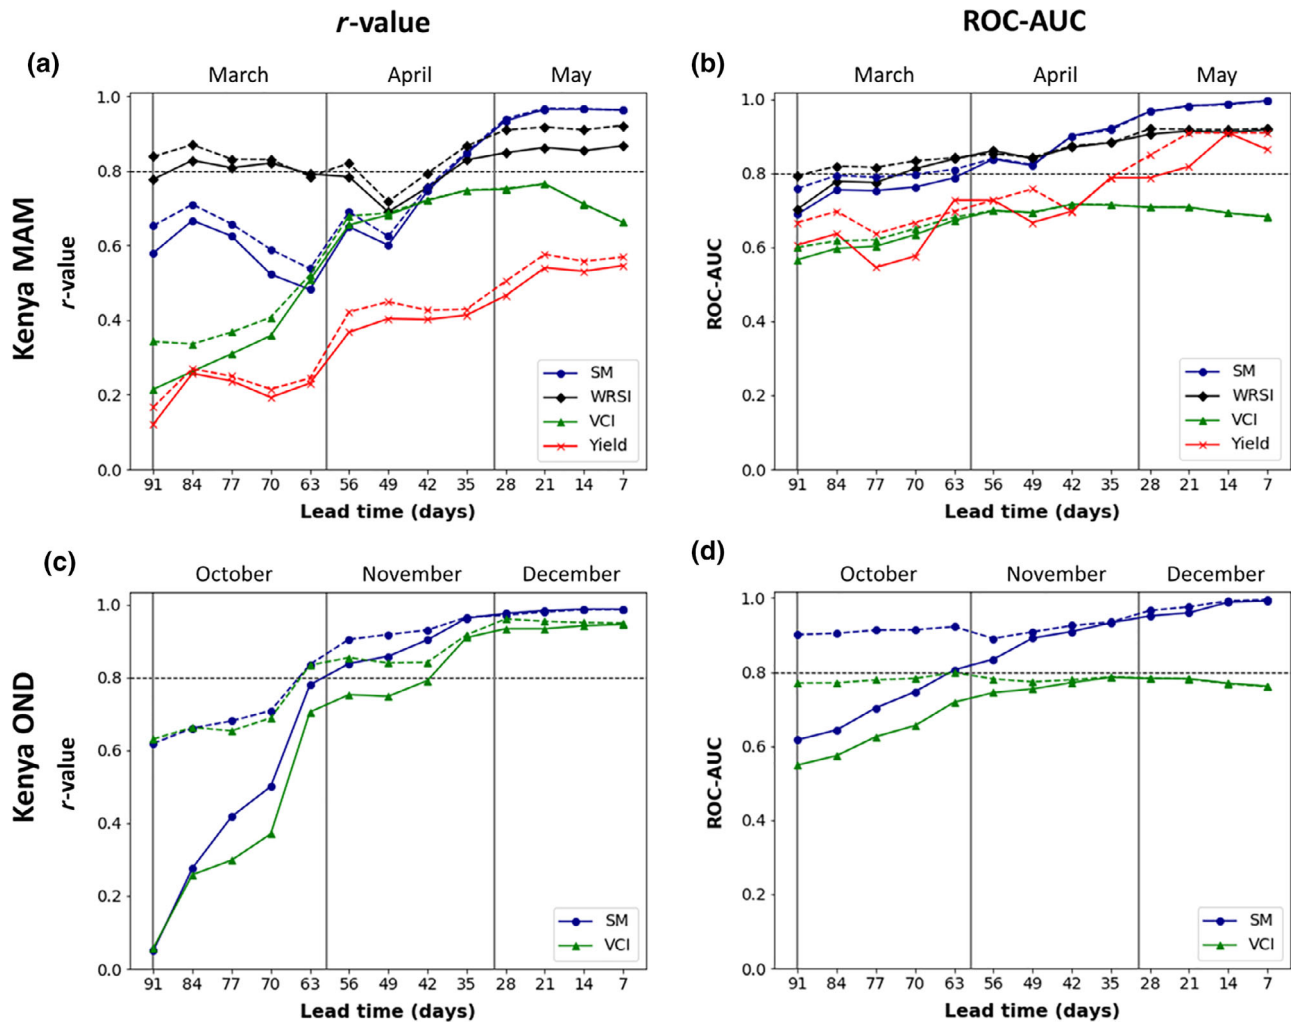 r-value
ROC-AUC
(a)
March
April
May
Kenya MAM
r-value
1.0
0.8
0.6
0.4
0.2
0.0
SM
WRSI
VCI
Yield
91 84 77 70 63 56 49 42 35 28 21 14 7
Lead time (days)
(b)
March
April
May
ROC-AUC
1.0
0.8
0.6
0.4
0.2
0.0
SM
WRSI
VCI
Yield
91 84 77 70 63 56 49 42 35 28 21 14 7
Lead time (days)
(c)
October
November
December
Kenya OND
r-value
1.0
0.8
0.6
0.4
0.2
0.0
SM
VCI
91 84 77 70 63 56 49 42 35 28 21 14 7
Lead time (days)
(d)
October
November
December
ROC-AUC
1.0
0.8
0.6
0.4
0.2
0.0
SM
VCI
91 84 77 70 63 56 49 42 35 28 21 14 7
Lead time (days)